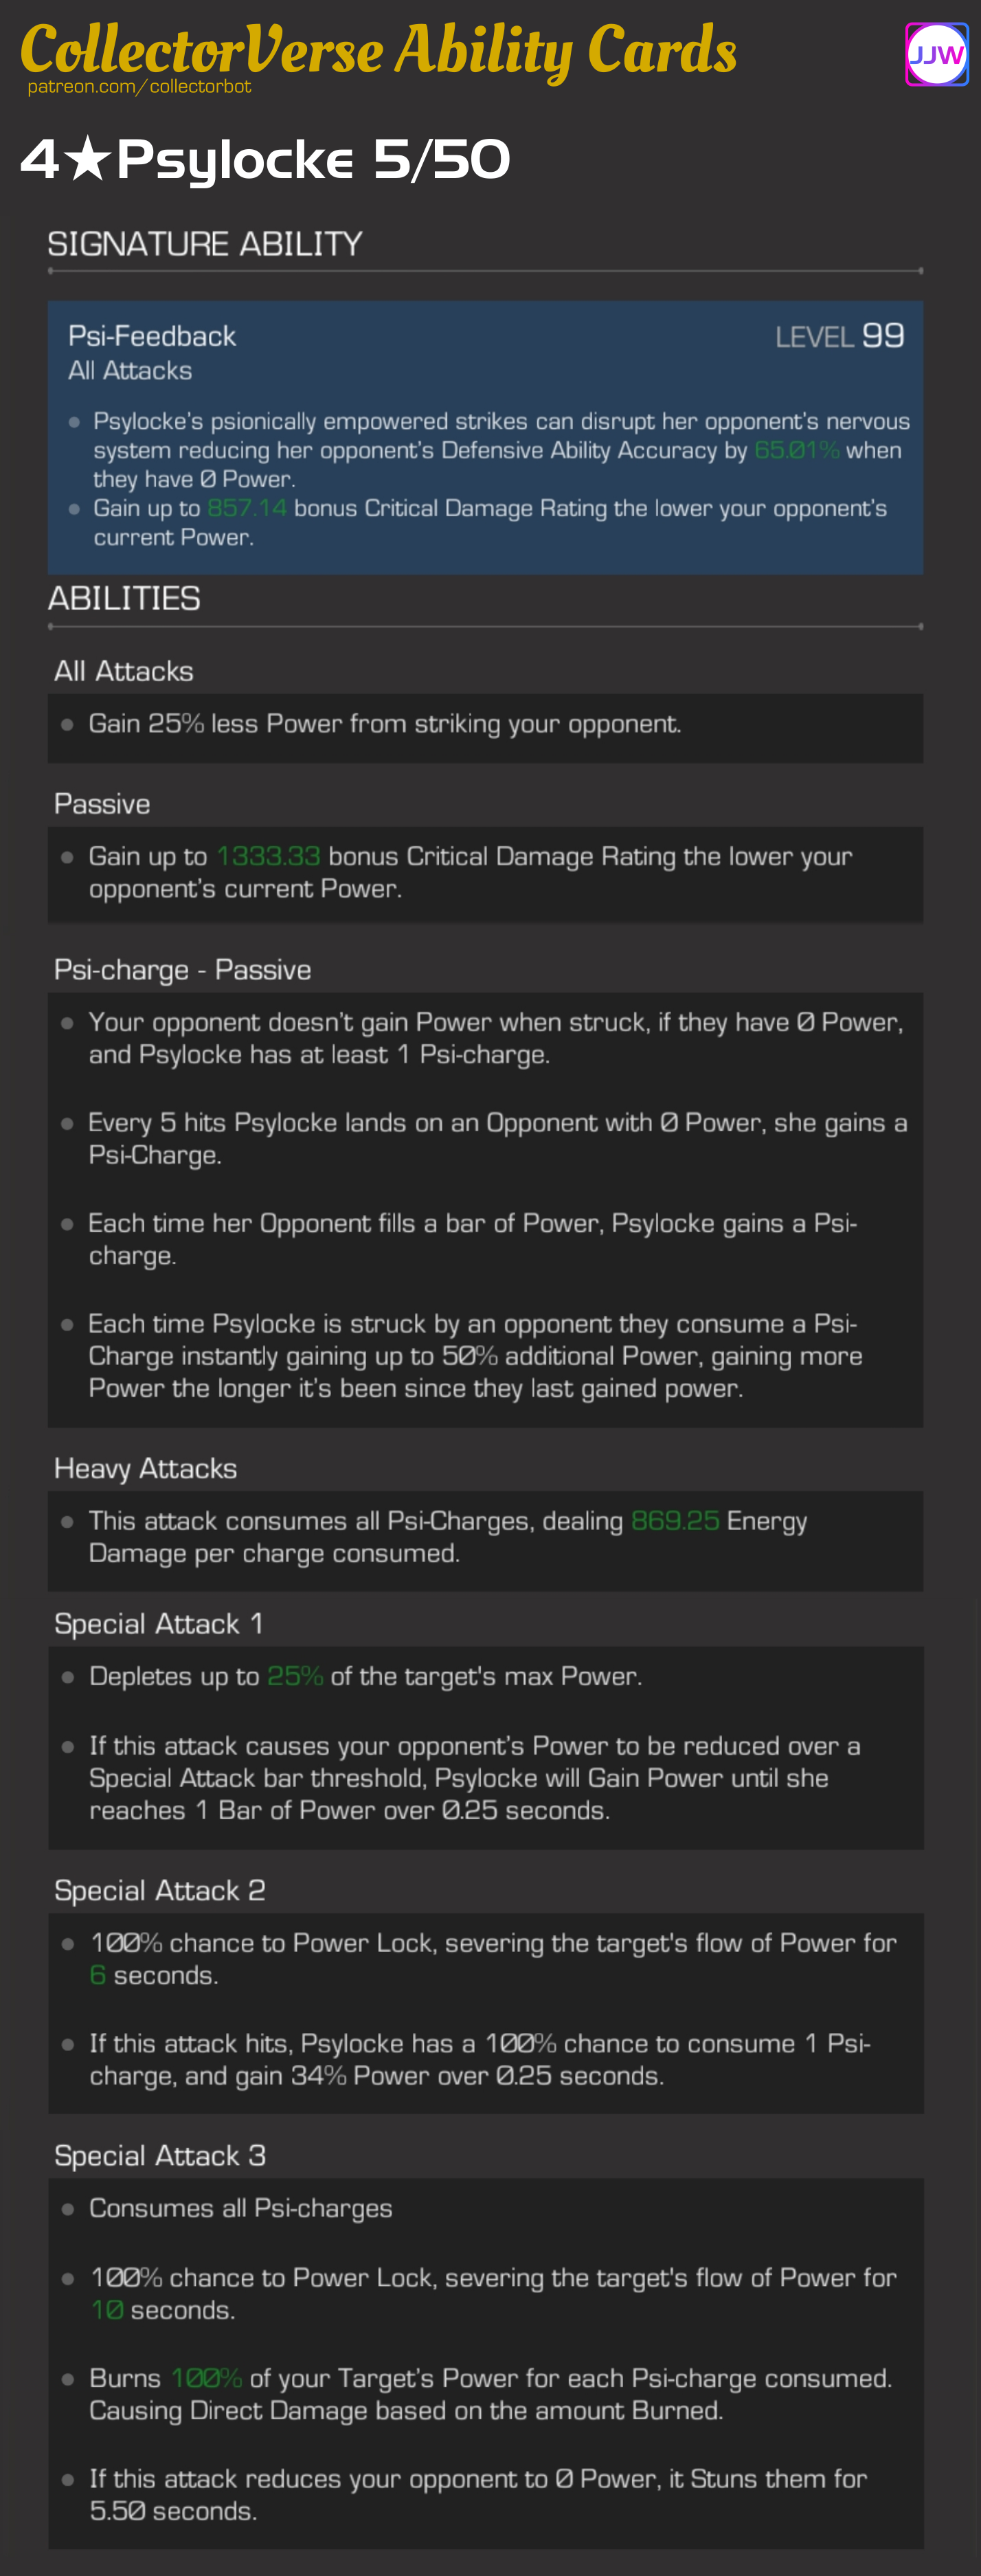 CollectorVerse Ability Cards
patreon.com/collectorbot
JJW
4★Psylocke 5/50
SIGNATURE ABILITY
Psi-Feedback
LEVEL 99
All Attacks
Psylocke's psionically empowered strikes can disrupt her opponent's nervous
system reducing her opponent's Defensive Ability Accuracy by 65.01% when
they have 0 Power.
Gain up to 857.14 bonus Critical Damage Rating the lower your opponent's
current Power.
ABILITIES
All Attacks
Gain 25% less Power from striking your opponent.
Passive
Gain up to 1333.33 bonus Critical Damage Rating the lower your
opponent's current Power.
Psi-charge - Passive
Your opponent doesn't gain Power when struck, if they have 0 Power,
and Psylocke has at least 1 Psi-charge.
Every 5 hits Psylocke lands on an Opponent with 0 Power, she gains a
Psi-Charge.
Each time her Opponent fills a bar of Power, Psylocke gains a Psi-
charge.
Each time Psylocke is struck by an opponent they consume a Psi-
Charge instantly gaining up to 50% additional Power, gaining more
Power the longer it's been since they last gained power.
Heavy Attacks
This attack consumes all Psi-Charges, dealing 869.25 Energy
Damage per charge consumed.
Special Attack 1
Depletes up to 25% of the target's max Power.
If this attack causes your opponent's Power to be reduced over a
Special Attack bar threshold, Psylocke will Gain Power until she
reaches 1 Bar of Power over 0.25 seconds.
Special Attack 2
100% chance to Power Lock, severing the target's flow of Power for
6 seconds.
If this attack hits, Psylocke has a 100% chance to consume 1 Psi-
charge, and gain 34% Power over 0.25 seconds.
Special Attack 3
Consumes all Psi-charges
100% chance to Power Lock, severing the target's flow of Power for
10 seconds.
Burns 100% of your Target's Power for each Psi-charge consumed.
Causing Direct Damage based on the amount Burned.
If this attack reduces your opponent to 0 Power, it Stuns them for
5.50 seconds.